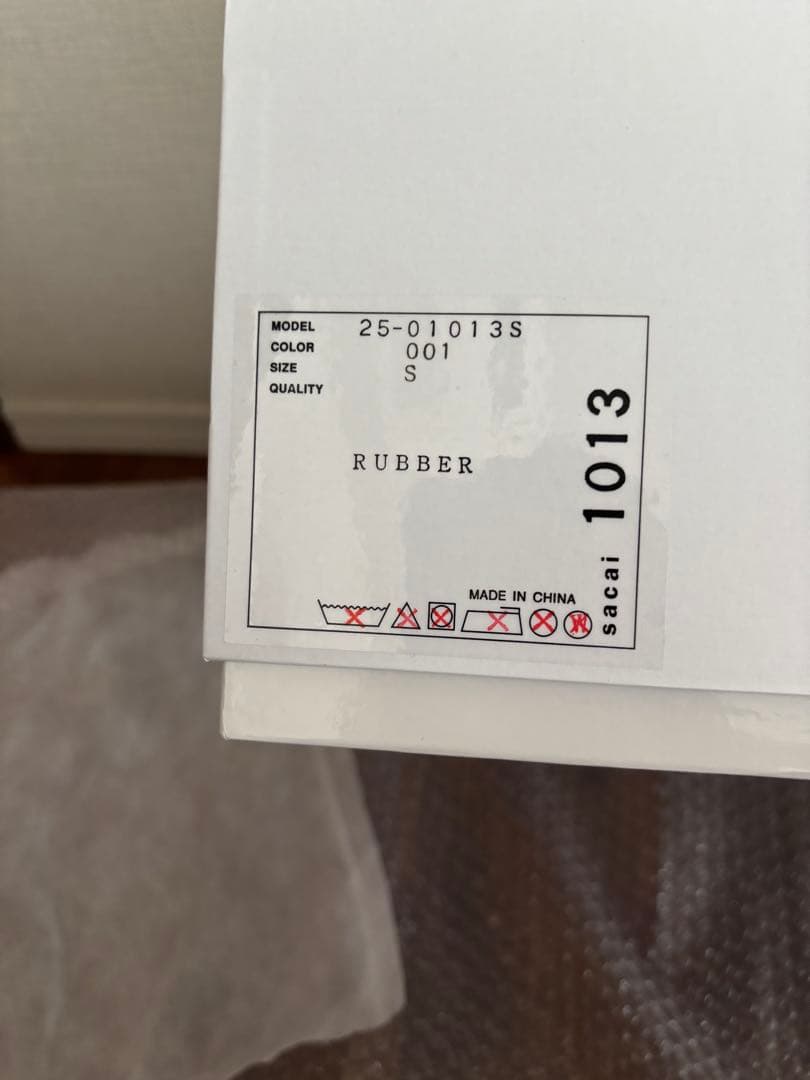 MODEL 25-01013S
COLOR 001
SIZE S
QUALITY
RUBBER
MADE IN CHINA
sacai 1013